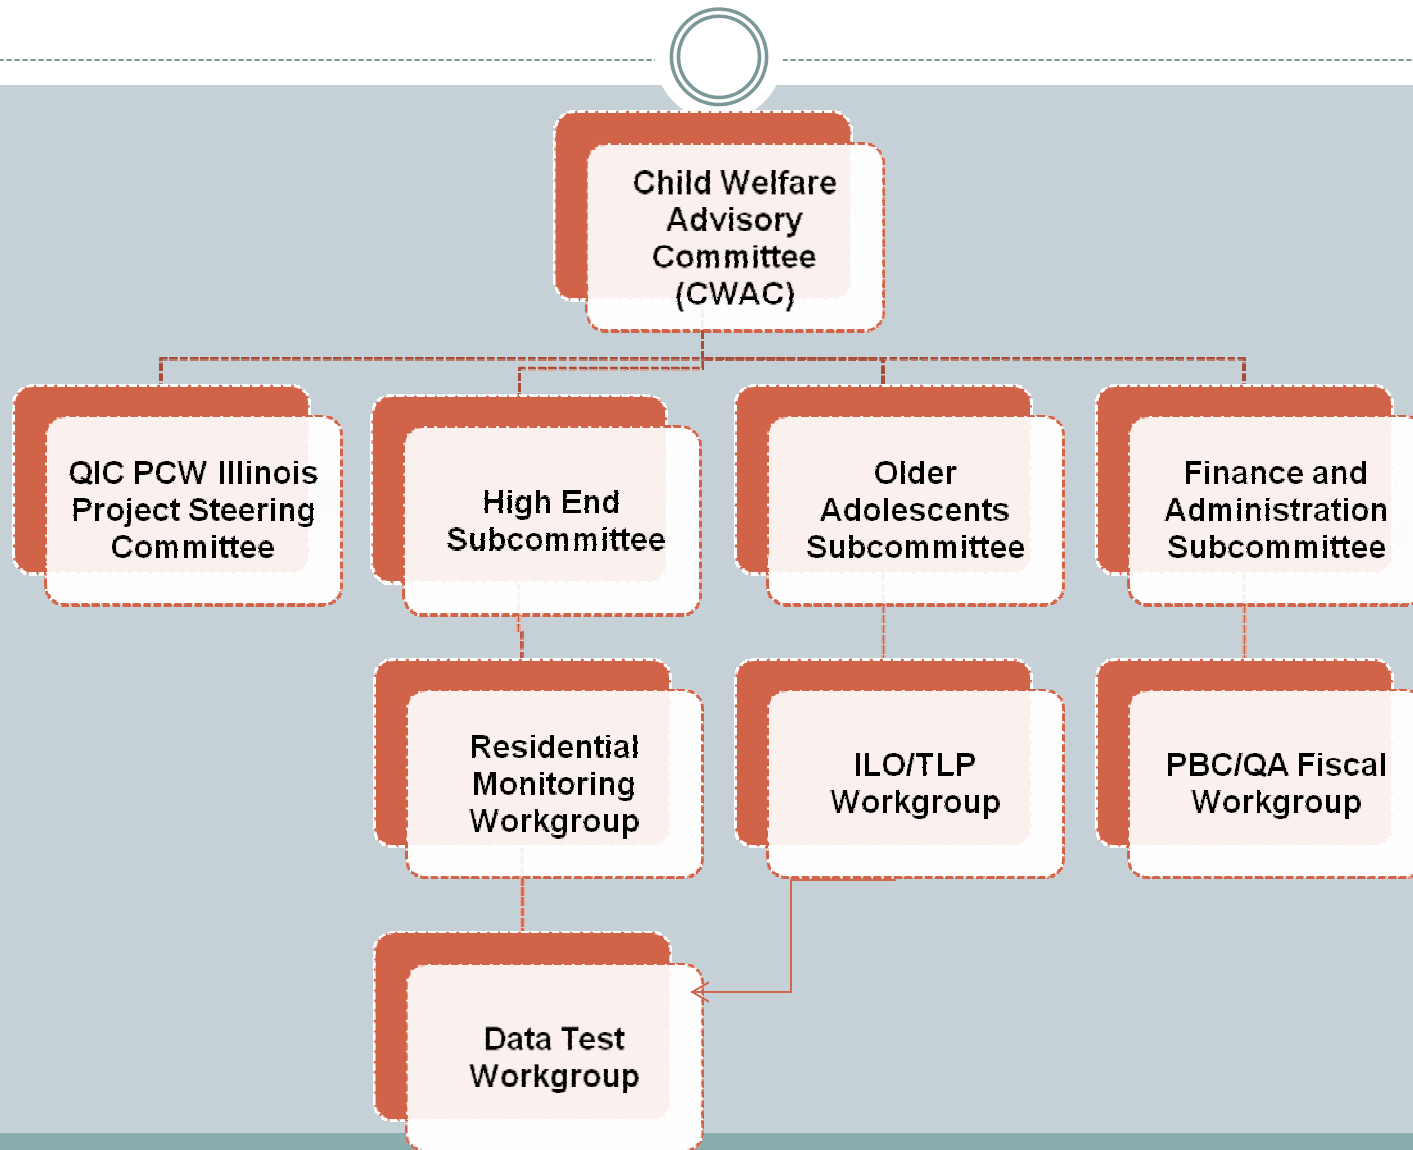 Child Welfare
Advisory
Committee
(CWAC)
QIC PCW Illinois
Project Steering
Committee
High End
Subcommittee
Older
Adolescents
Subcommittee
Finance and
Administration
Subcommittee
Residential
Monitoring
Workgroup
ILO/TLP
Workgroup
PBC/QA Fiscal
Workgroup
Data Test
Workgroup